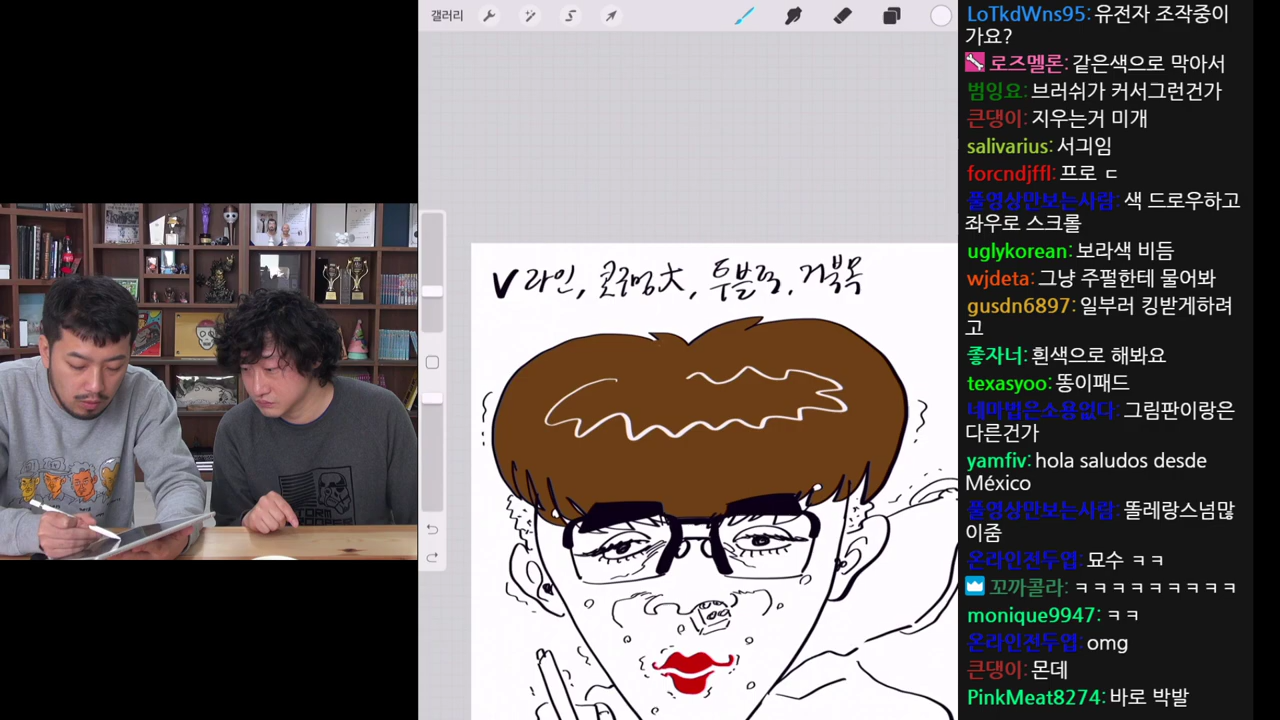 갤러리
V라인, 콧구멍大, 투블럭, 거북목
LoTkdWns95: 유전자 조작중이
가요?
로즈멜론: 같은색으로 막아서
범잉요: 브러쉬가 커서그런건가
큰댕이: 지우는거 미개
salivarius: 서긔임
forcndjffl: 프로 ㄷ
풀영상만보는사람: 색 드로우하고
좌우로 스크롤
uglykorean: 보라색 비듬
wjdeta: 그냥 주펄한테 물어봐
gusdn6897: 일부러 킹받게하려
고
좋자너: 흰색으로 해봐요
texasyoo: 똥이패드
네마법은소용없다: 그림판이랑은
다른건가
yamfiv: hola saludos desde
México
풀영상만보는사람: 똘레랑스넘많
이줌
온라인전두엽: 묘수 ㅋㅋ
꼬까콜라: ㅋㅋㅋㅋㅋㅋㅋㅋㅋ
monique9947: ㅋㅋ
온라인전두엽: omg
큰댕이: 몬데
PinkMeat8274: 바로 박발